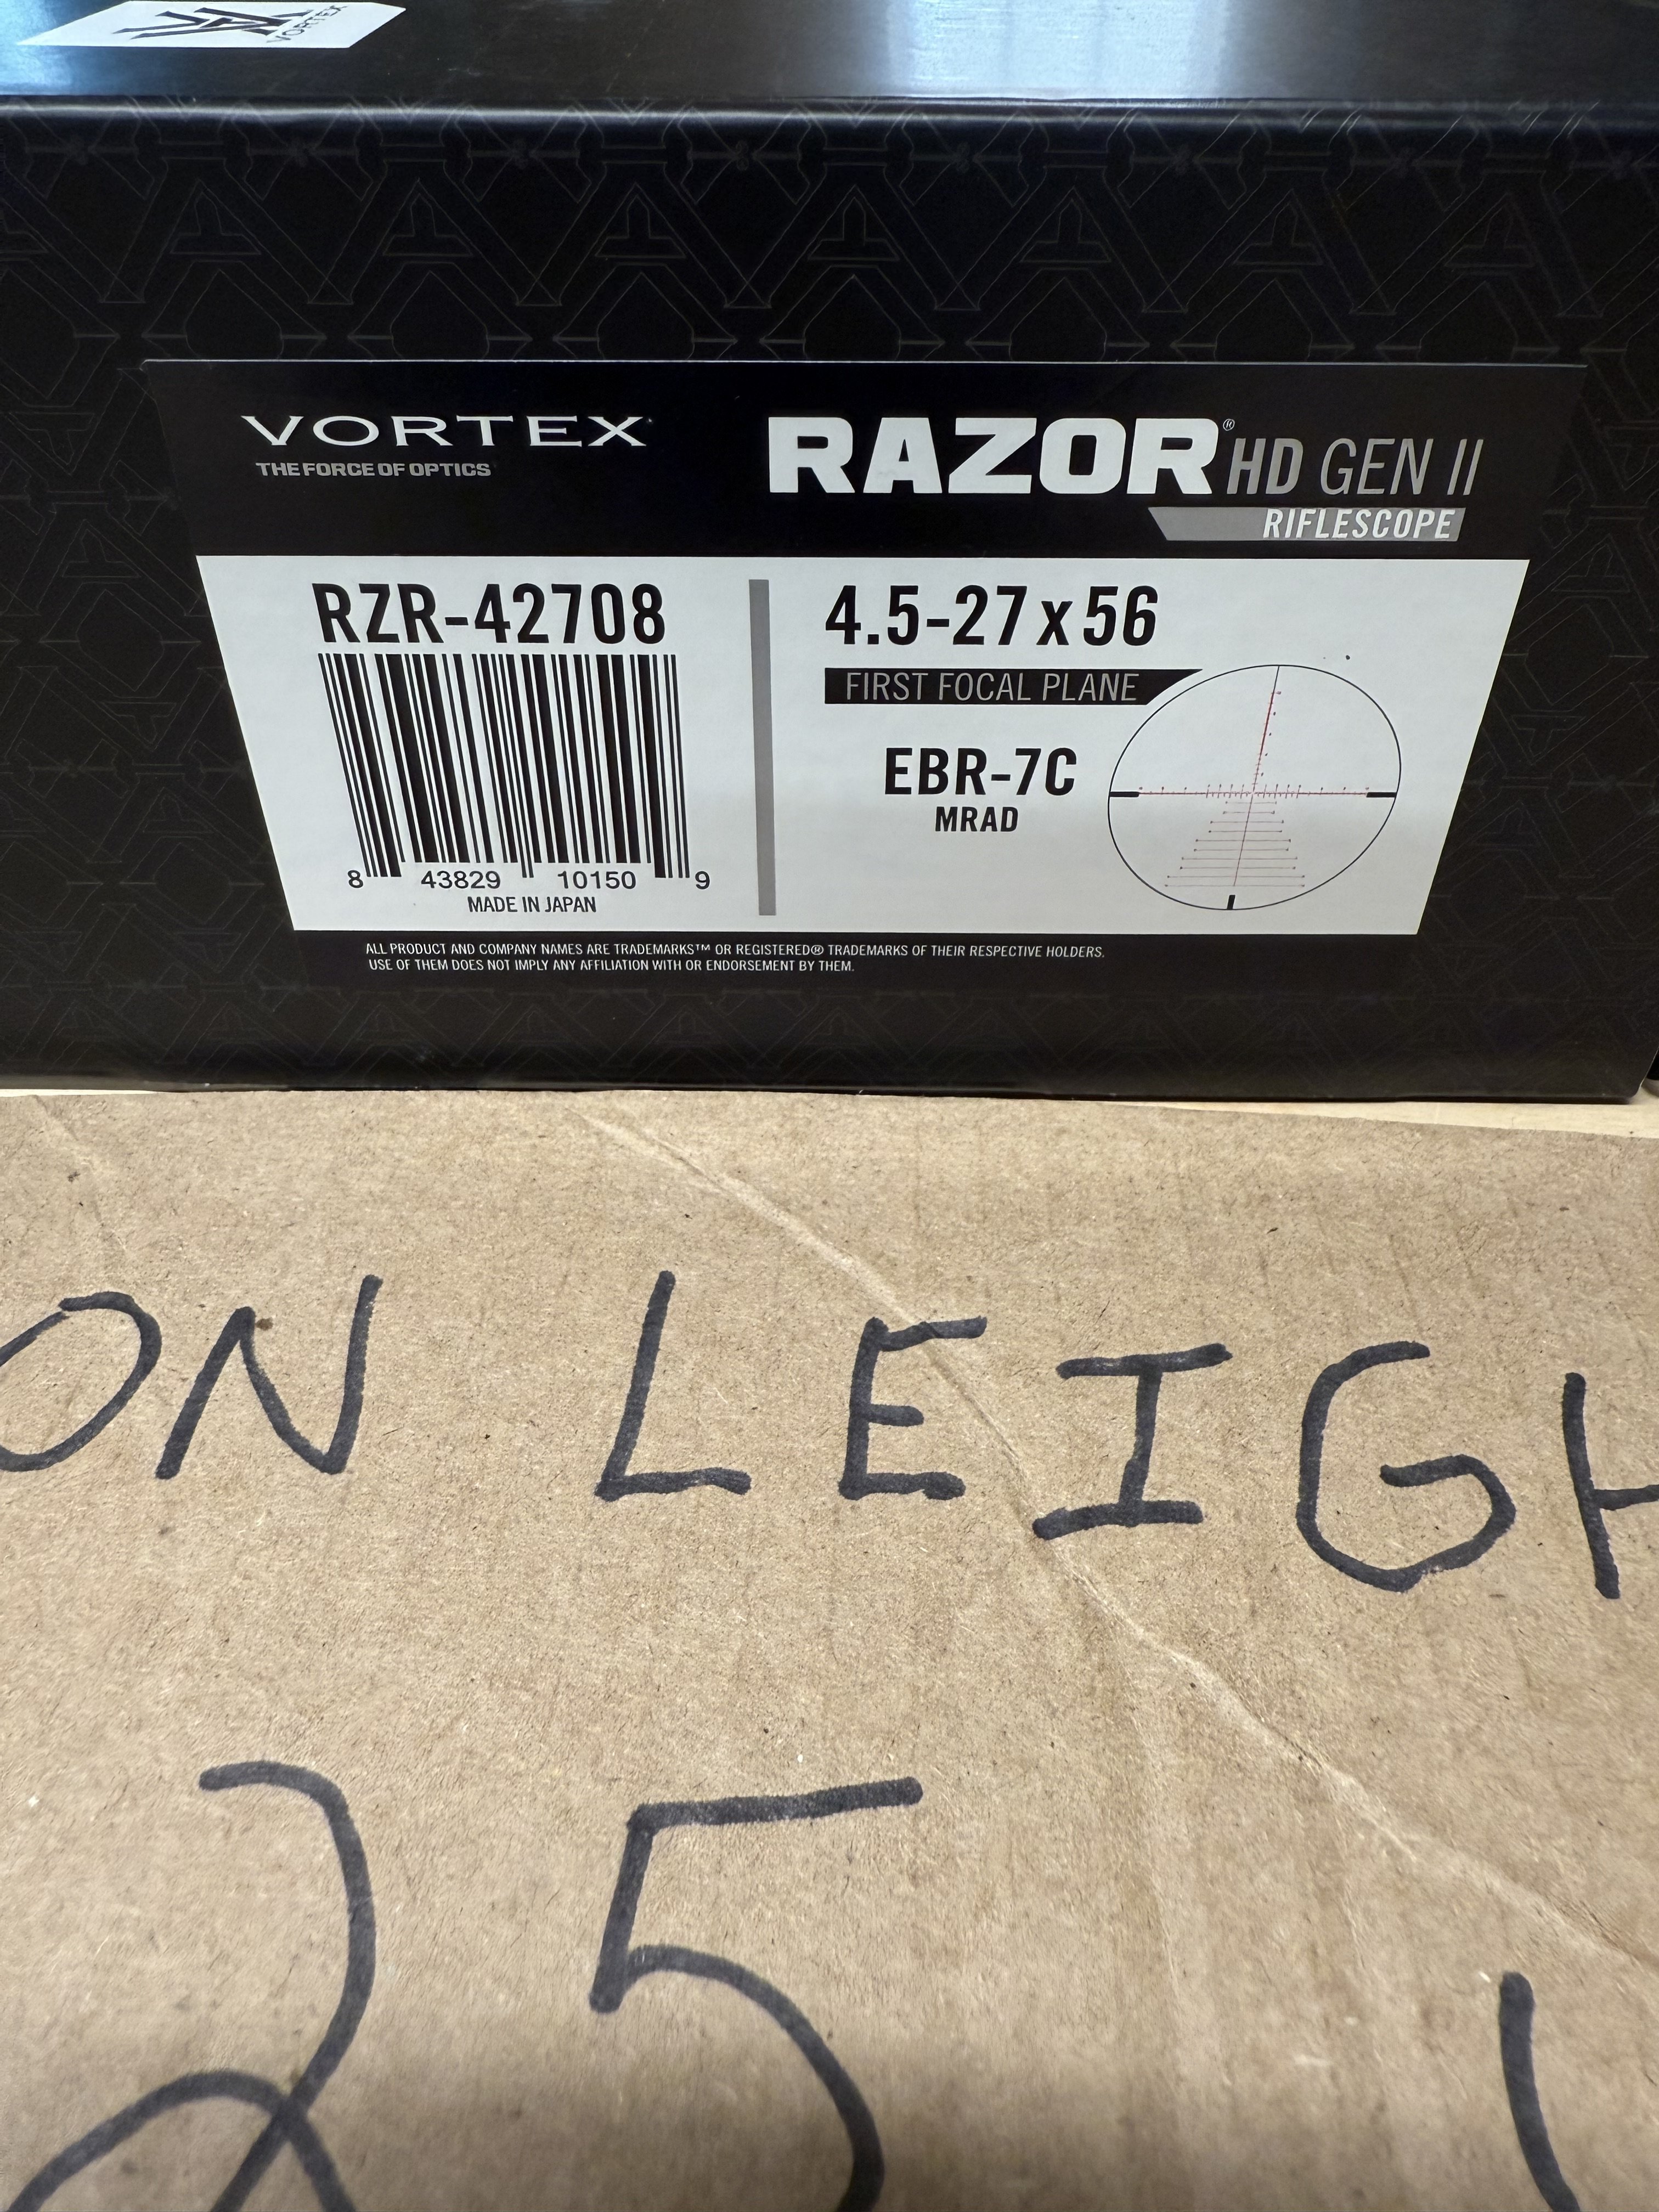 VORTEX
VORTEX
THE FORCE OF OPTICS
RAZOR® HD GEN II
RIFLESCOPE
RZR-42708
8 43829 10150 9
MADE IN JAPAN
4.5-27x56
FIRST FOCAL PLANE
EBR-7C
MRAD
ALL PRODUCT AND COMPANY NAMES ARE TRADEMARKS™ OR REGISTERED® TRADEMARKS OF THEIR RESPECTIVE HOLDERS.
USE OF THEM DOES NOT IMPLY ANY AFFILIATION WITH OR ENDORSEMENT BY THEM.
ON LEIGH
25